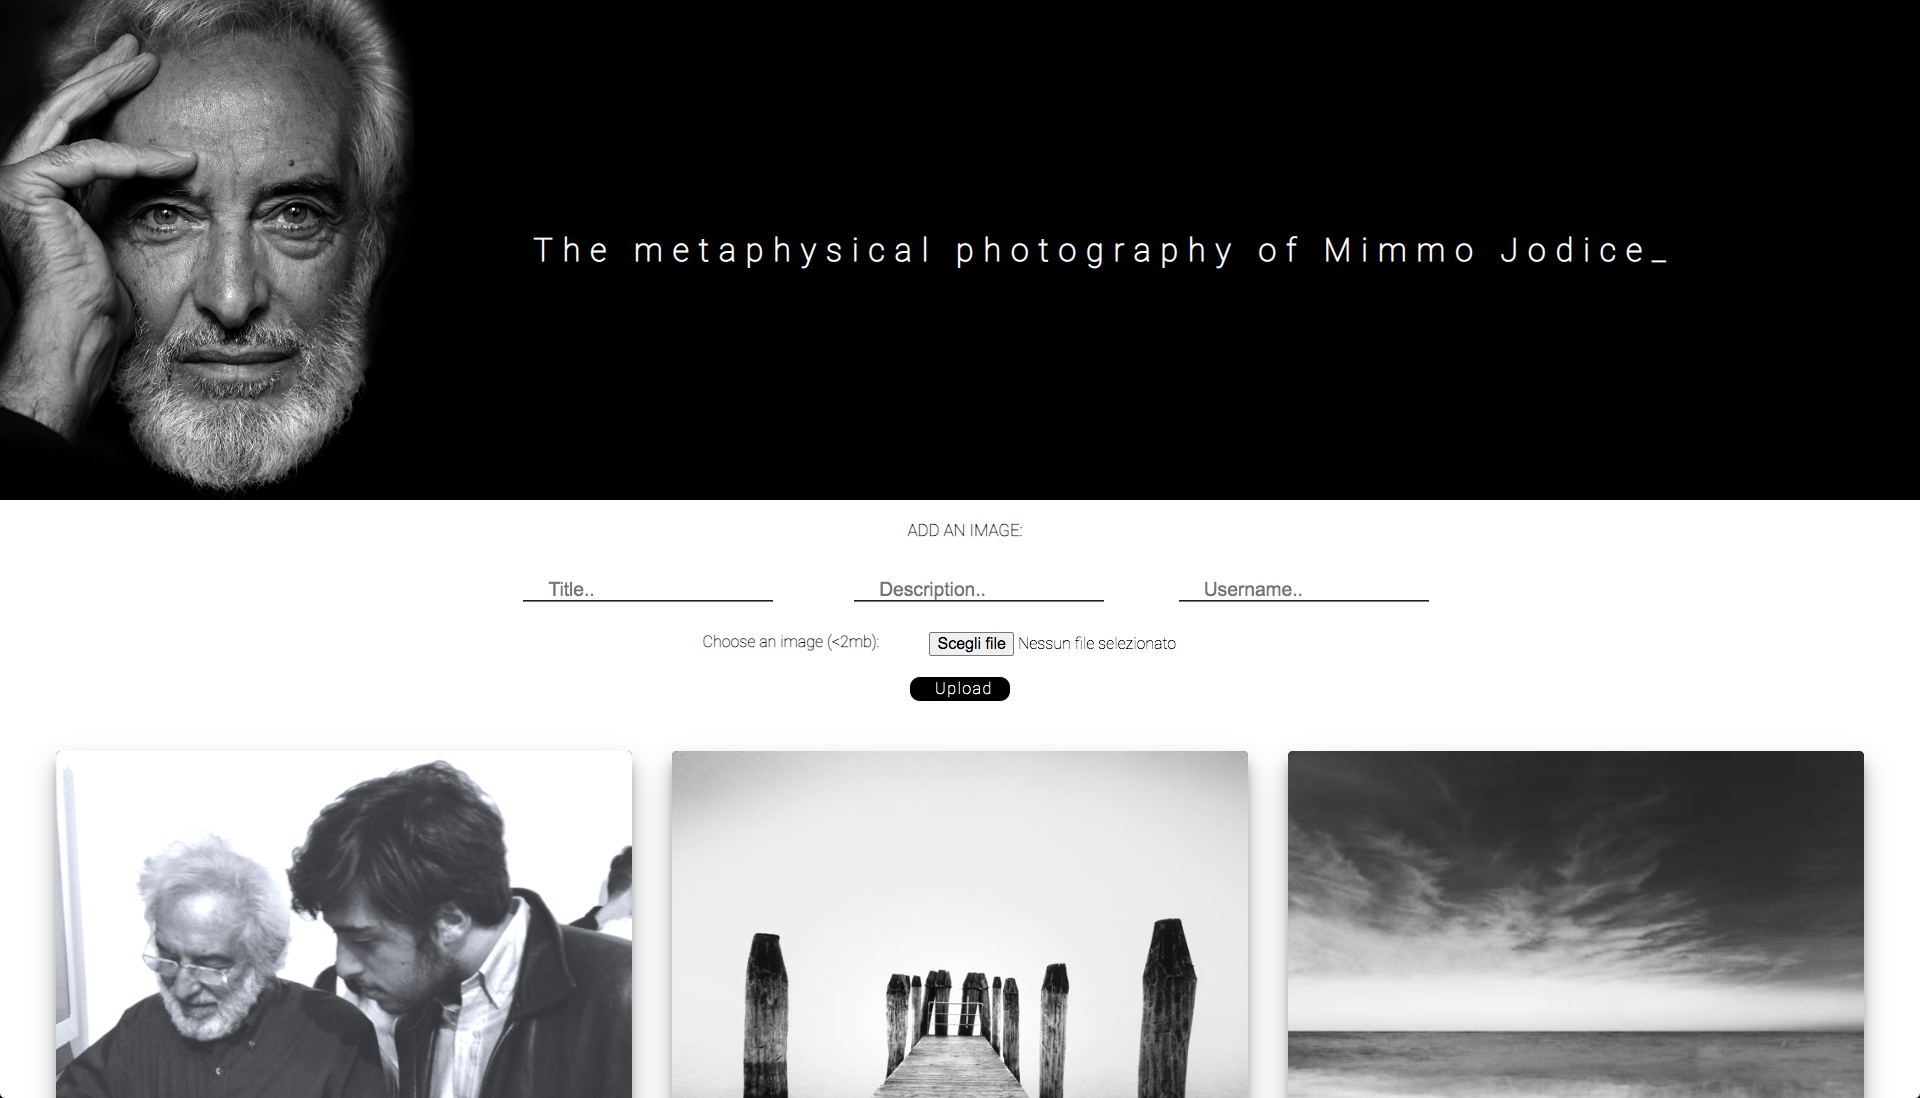 The metaphysical photography of Mimmo Jodice_
ADD AN IMAGE:
Title.. Description.. Username..
Choose an image (<2mb): Scegli file Nessun file selezionato
Upload